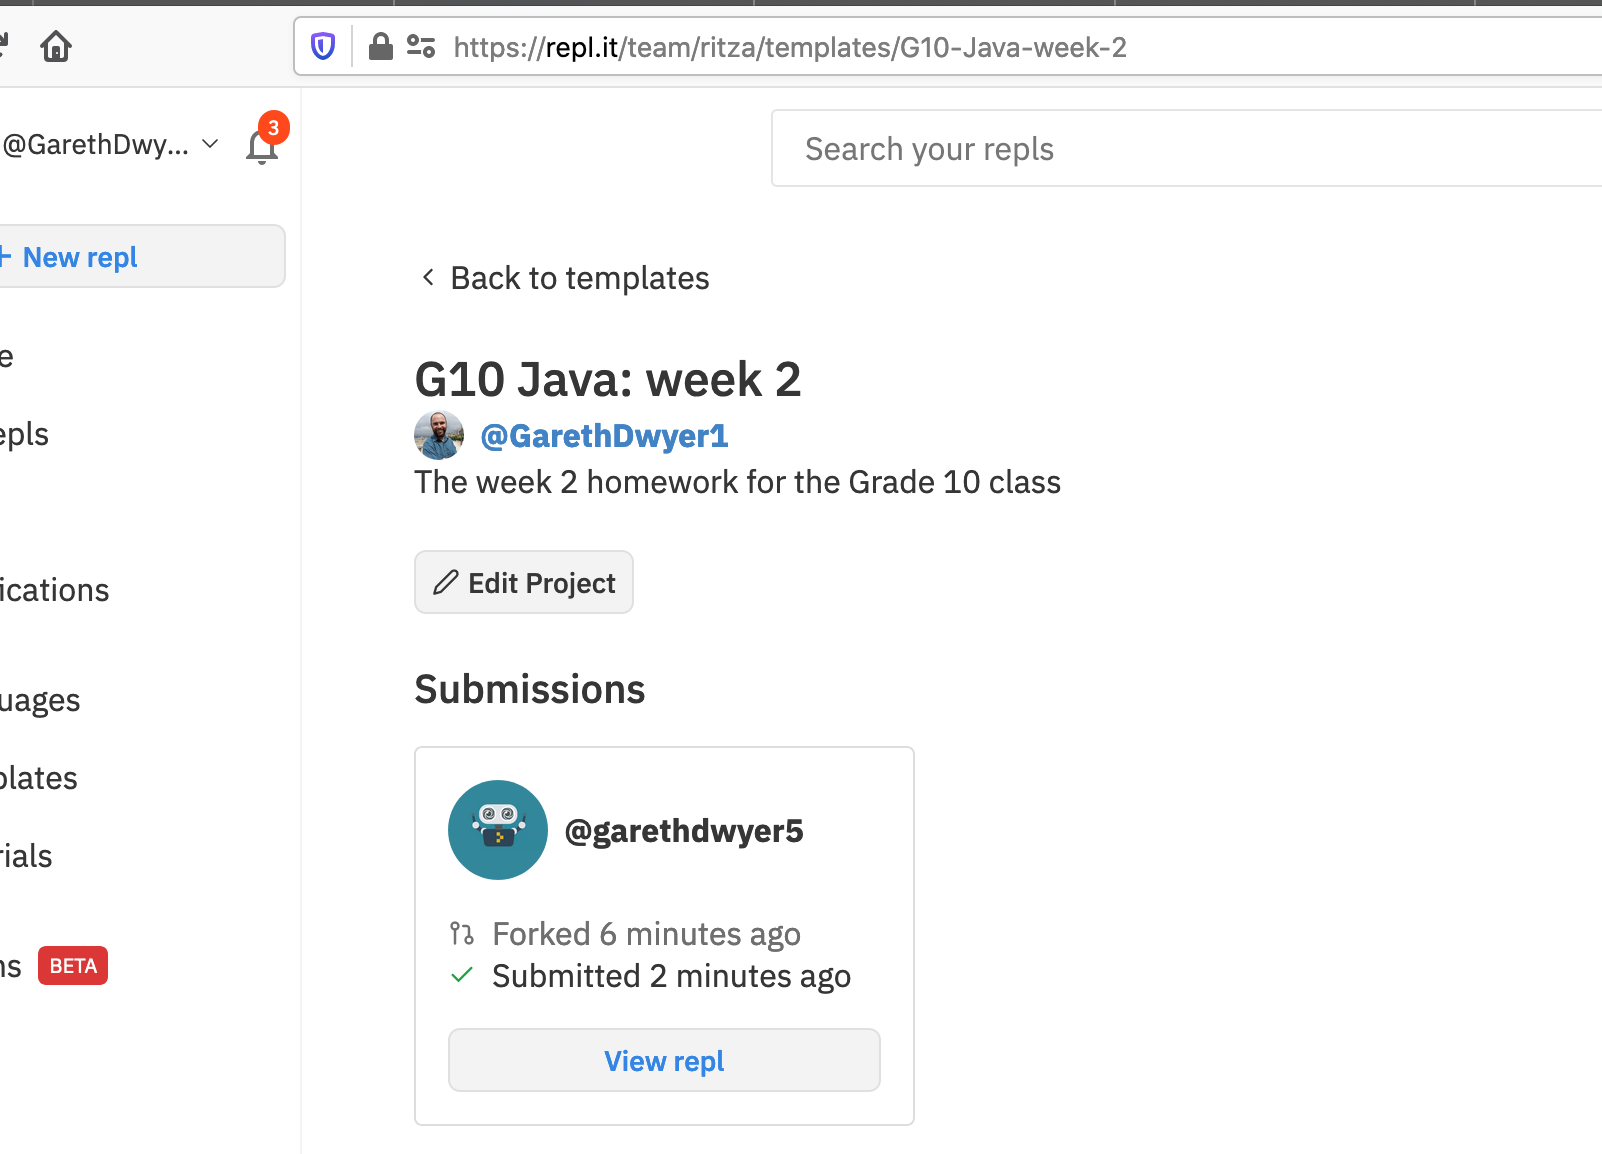 https://repl.it/team/ritza/templates/G10-Java-week-2
@GarethDwy...
3
Search your repls
+ New repl
Back to templates
e
epls
G10 Java: week 2
@GarethDwyer1
The week 2 homework for the Grade 10 class
Edit Project
ications
Submissions
uages
plates
@garethdwyer5
rials
Forked 6 minutes ago
ns BETA
Submitted 2 minutes ago
View repl